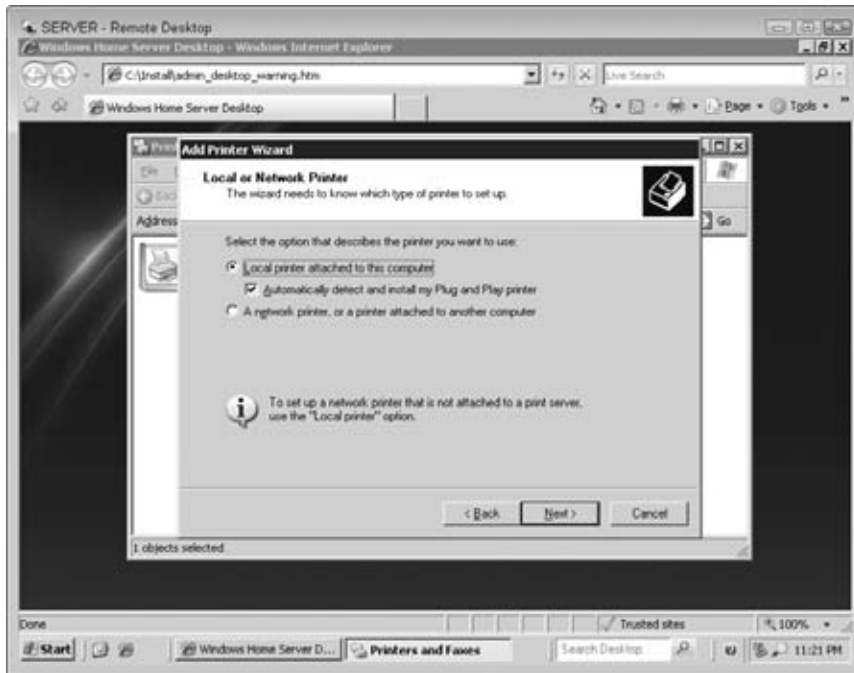 SERVER - Remote Desktop
Windows Home Server Desktop - Windows Internet Explorer
C:\Install\admin_desktop_warning.htm
Live Search
Windows Home Server Desktop
Page
Tools
Add Printer Wizard
Local or Network Printer
The wizard needs to know which type of printer to set up.
Address
Go
Select the option that describes the printer you want to use:
Local printer attached to this computer
Automatically detect and install my Plug and Play printer
A network printer, or a printer attached to another computer
To set up a network printer that is not attached to a print server,
use the "Local printer" option.
< Back
Next >
Cancel
1 objects selected
Done
Trusted sites
100%
Start
Windows Home Server D...
Printers and Faxes
Search Desktop
11:21 PM